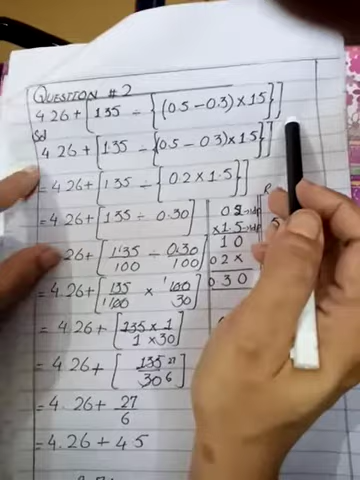 QUESTION # 2
4.26 + [1.35 ÷ {(0.5 - 0.3) × 1.5}]
Sol
4.26 + [1.35 ÷ {(0.5 - 0.3) × 1.5}]
= 4.26 + [1.35 ÷ {0.2 × 1.5}]
= 4.26 + [1.35 ÷ 0.30]
26 + [1.35/100 ÷ 0.30/100]
= 4.26 + [135/100 × 100/30]
= 4.26 + [135 × 1 / 1 × 30]
= 4.26 + [135 27 / 30 6]
= 4.26 + 27/6
= 4.26 + 4.5
× 1.5
1 0
0 2 ×
0 3 0